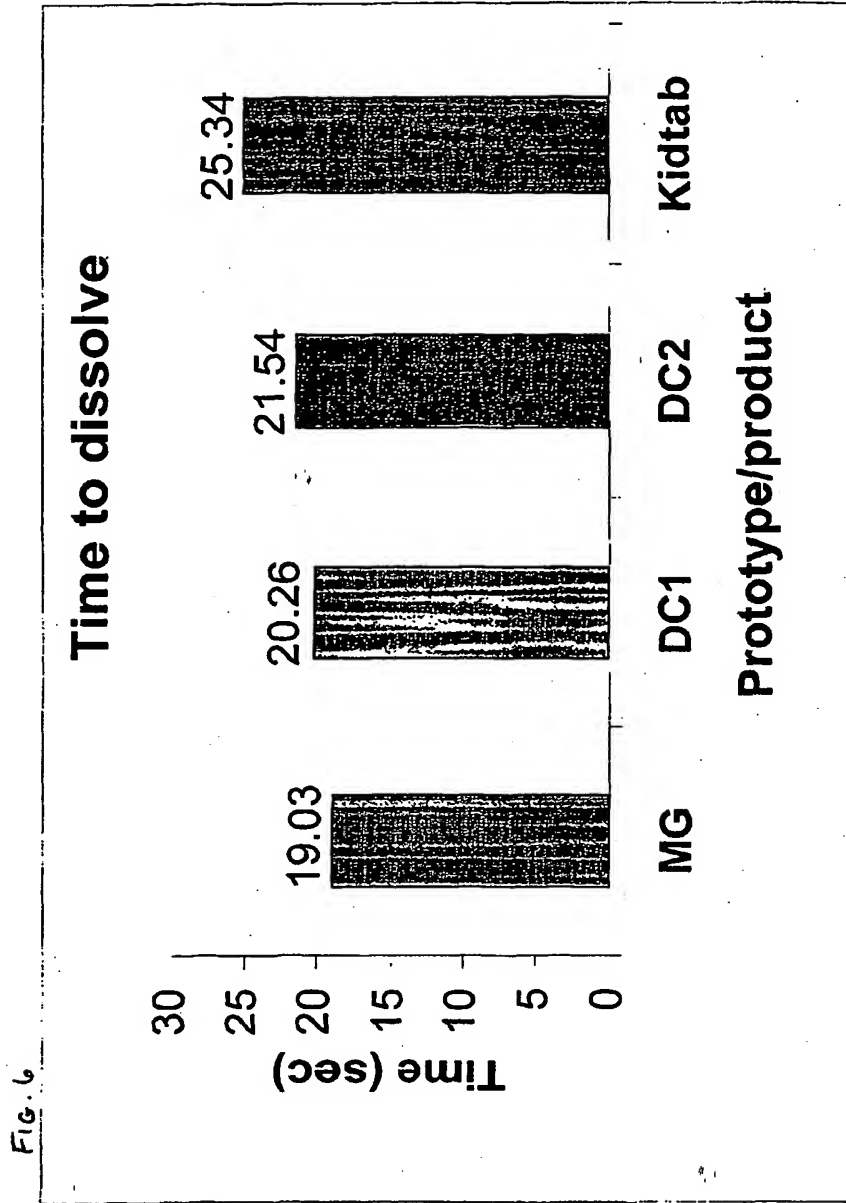 Fig. 6
Time to dissolve
Time (sec)
30
25
20
15
10
5
0
19.03
20.26
21.54
25.34
MG
DC1
DC2
Kidtab
Prototype/product